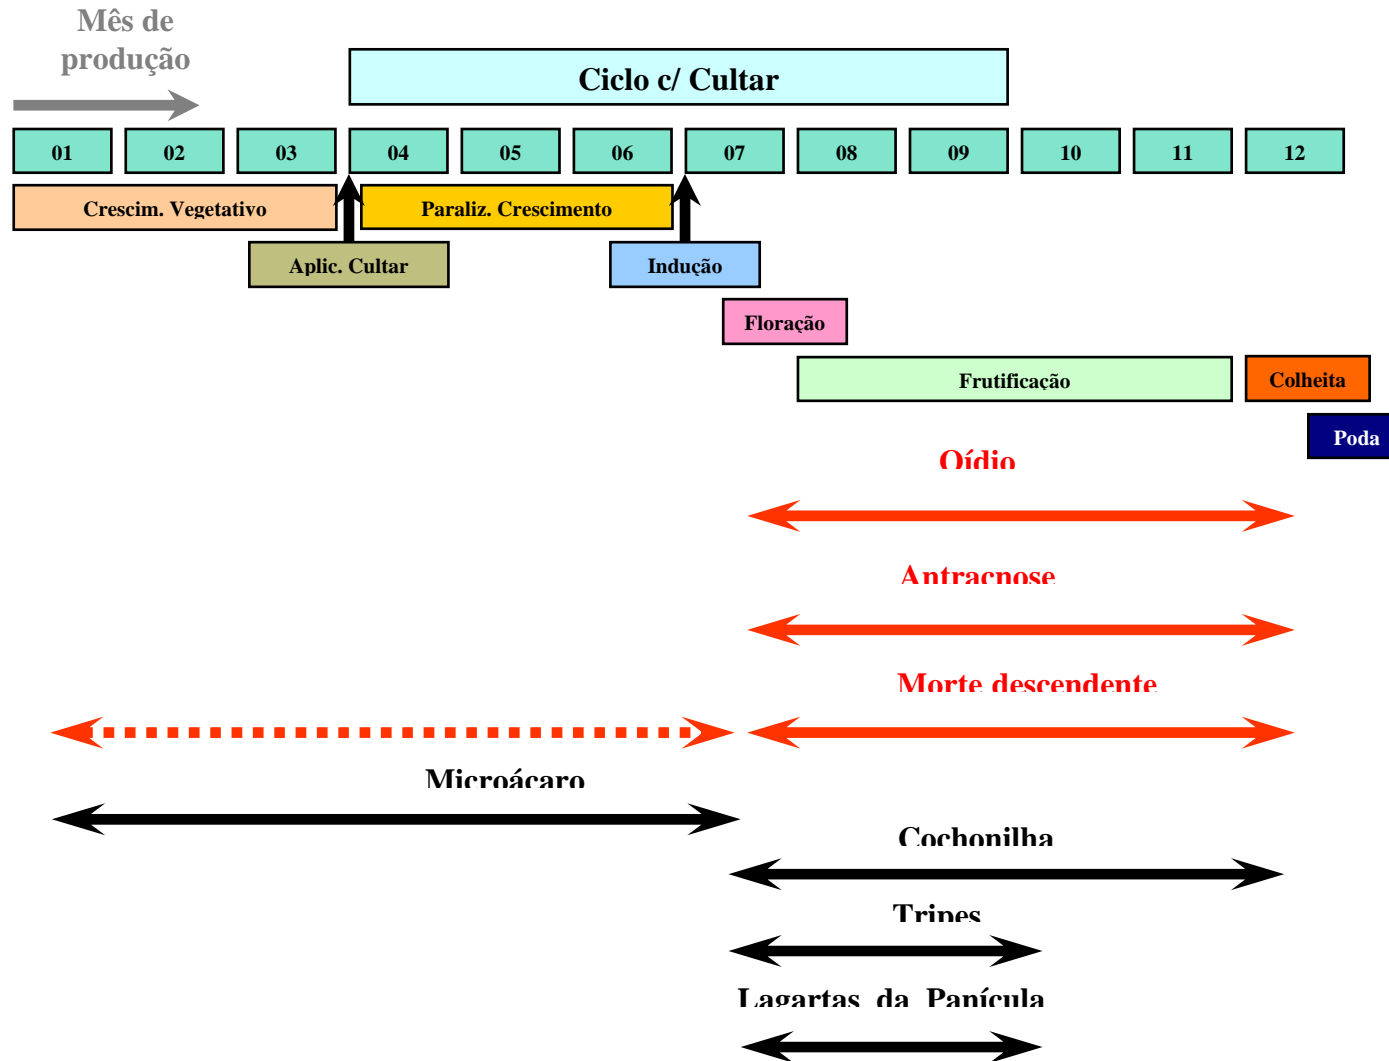 Mês de
produção
Ciclo c/ Cultar
01 02 03 04 05 06 07 08 09 10 11 12
Crescim. Vegetativo Paraliz. Crescimento
Aplic. Cultar Indução
Floração
Frutificação Colheita
Poda
Oídio
Antracnose
Morte descendente
Microácaro
Cochonilha
Tripes
Lagartas da Panícula